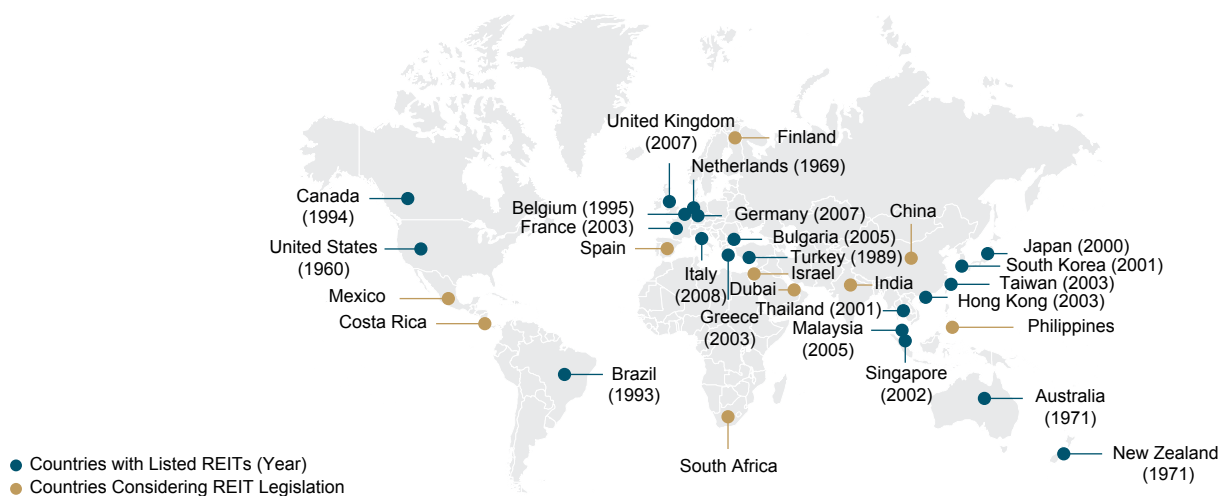 United Kingdom
(2007)
Finland
Netherlands (1969)
Canada
(1994)
Belgium (1995)
Germany (2007)
China
France (2003)
United States
(1960)
Spain
Bulgaria (2005)
Japan (2000)
Turkey (1989)
South Korea (2001)
Italy
(2008)
Israel
Taiwan (2003)
Mexico
Dubai
India
Hong Kong (2003)
Costa Rica
Greece
(2003)
Thailand (2001)
Malaysia
(2005)
Philippines
Singapore
(2002)
Brazil
(1993)
Australia
(1971)
South Africa
New Zealand
(1971)
Countries with Listed REITs (Year)
Countries Considering REIT Legislation